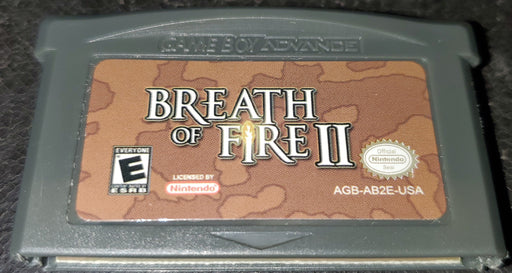 GAME BOY ADVANCE
BREATH
OF FIRE II
EVERYONE
E
ESRB
LICENSED BY
Nintendo
Official
Nintendo
Seal
AGB-AB2E-USA